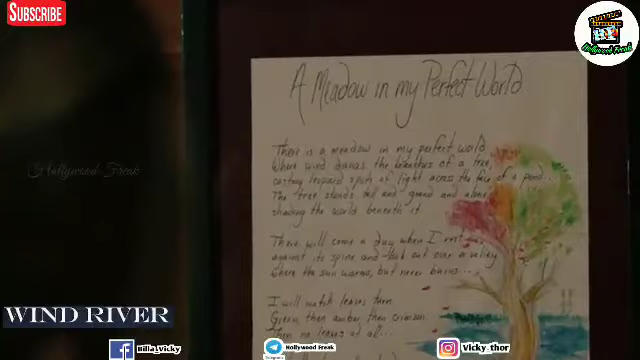 SUBSCRIBE
Hollywood Freak
A Meadow in my Perfect World
There is a meadow in my perfect world
Where wind dances the branches of a tree
casting leopard spots of light across the face of a pond...
The tree stands tall and grand and alone
shading the world beneath it
There will come a day when I rest
against its spine and look out over a valley
where the sun warms, but never burns...
I will watch leaves turn
Green then amber then crimson
Then no leaves at all...
Hollywood Freak
WIND RIVER
Billa_Vicky
Hollywood Freak
Telegram
Vicky_thor